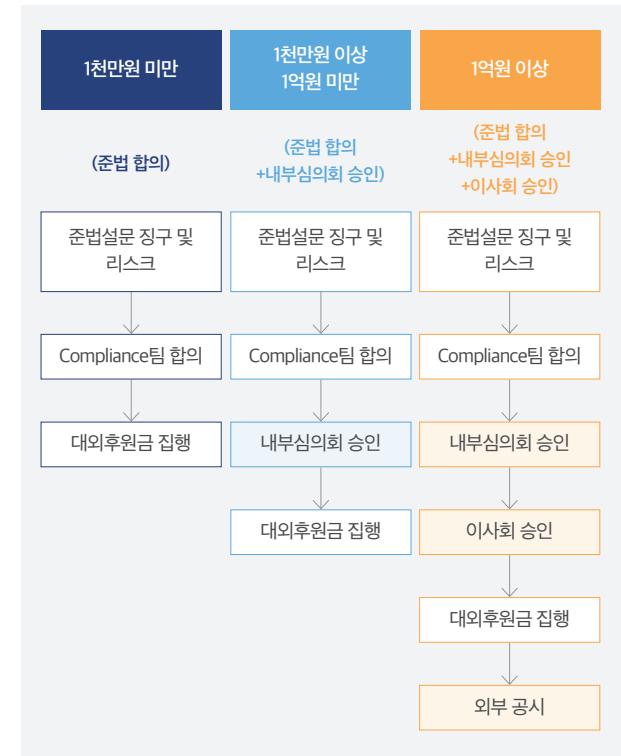 1천만원 미만
(준법 합의)
준법설문 징구 및
리스크
Compliance팀 합의
대외후원금 집행
1천만원 이상
1억원 미만
(준법 합의
+내부심의회 승인)
준법설문 징구 및
리스크
Compliance팀 합의
내부심의회 승인
대외후원금 집행
1억원 이상
(준법 합의
+내부심의회 승인
+이사회 승인)
준법설문 징구 및
리스크
Compliance팀 합의
내부심의회 승인
이사회 승인
대외후원금 집행
외부 공시